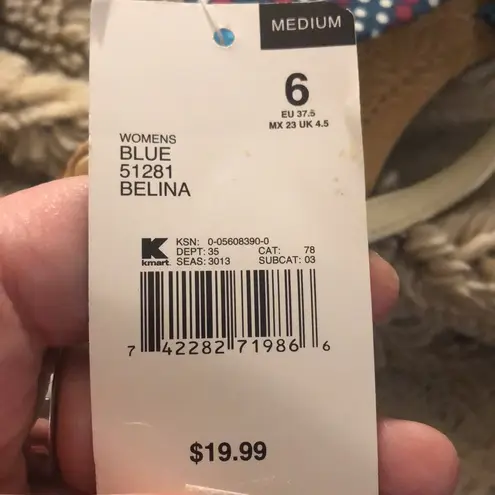 MEDIUM
6
EU 37.5
MX 23 UK 4.5
WOMENS
BLUE
51281
BELINA
K
kmart
KSN: 0-05608390-0
DEPT: 35 CAT: 78
SEAS: 3013 SUBCAT: 03
7 42282 71986 6
$19.99